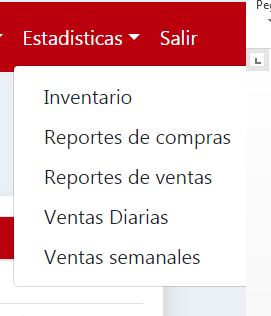 Estadisticas Salir
Inventario
Reportes de compras
Reportes de ventas
Ventas Diarias
Ventas semanales